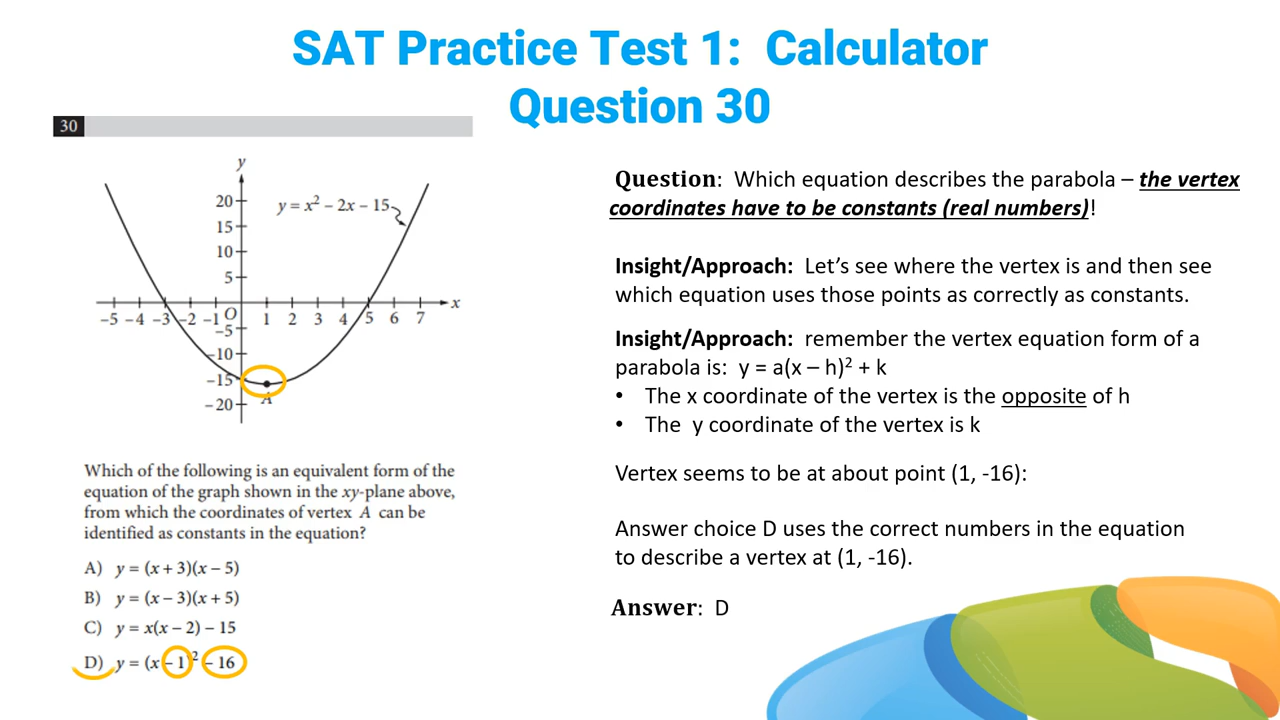 SAT Practice Test 1:  Calculator
Question 30
30
y
20
15
10
5
y = x² – 2x – 15
x
–5 –4 –3 –2 –1 O 1 2 3 4 5 6 7
–5
–10
–15
–20
A
Which of the following is an equivalent form of the
equation of the graph shown in the xy-plane above,
from which the coordinates of vertex A can be
identified as constants in the equation?
A) y = (x + 3)(x – 5)
B) y = (x – 3)(x + 5)
C) y = x(x – 2) – 15
D) y = (x – 1)² – 16
Question:  Which equation describes the parabola – the vertex
coordinates have to be constants (real numbers)!
Insight/Approach:  Let's see where the vertex is and then see
which equation uses those points as correctly as constants.
Insight/Approach:  remember the vertex equation form of a
parabola is:  y = a(x – h)² + k
• The x coordinate of the vertex is the opposite of h
• The  y coordinate of the vertex is k
Vertex seems to be at about point (1, -16):
Answer choice D uses the correct numbers in the equation
to describe a vertex at (1, -16).
Answer:  D